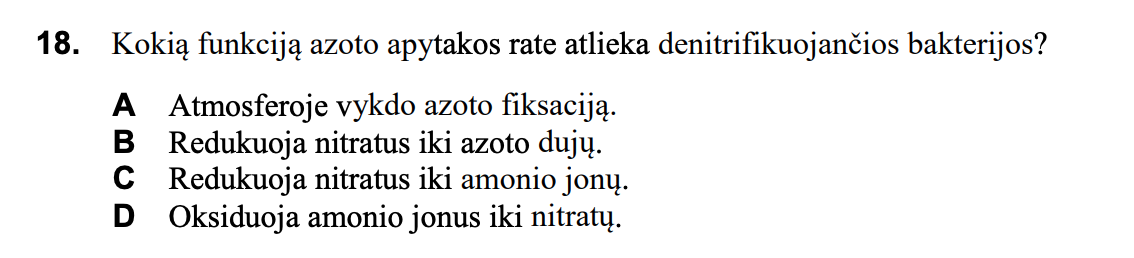 18. Kokią funkciją azoto apytakos rate atlieka denitrifikuojančios bakterijos?
A Atmosferoje vykdo azoto fiksaciją.
B Redukuoja nitratus iki azoto dujų.
C Redukuoja nitratus iki amonio jonų.
D Oksiduoja amonio jonus iki nitratų.